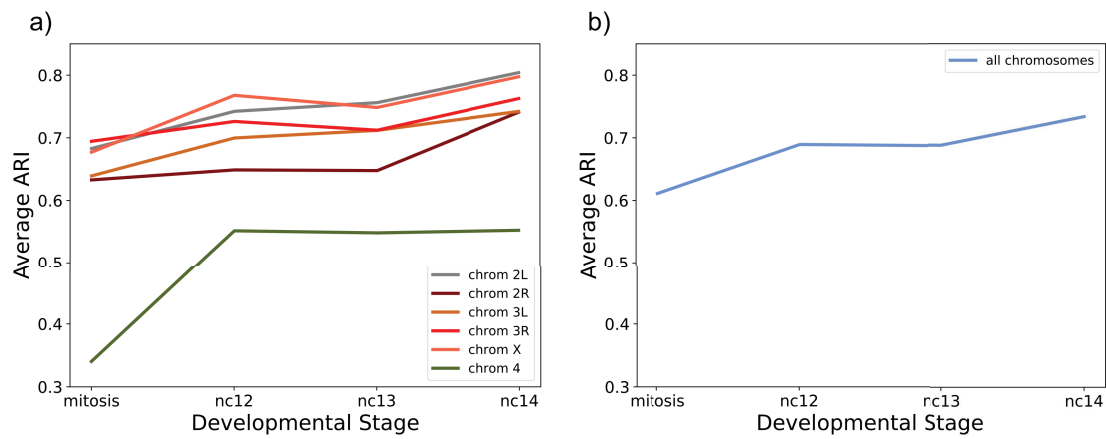 a)
Average ARI
0.8
0.7
0.6
0.5
0.4
0.3
chrom 2L
chrom 2R
chrom 3L
chrom 3R
chrom X
chrom 4
mitosis nc12 nc13 nc14
Developmental Stage
b)
Average ARI
0.8
0.7
0.6
0.5
0.4
0.3
all chromosomes
mitosis nc12 rc13 nc14
Developmental Stage